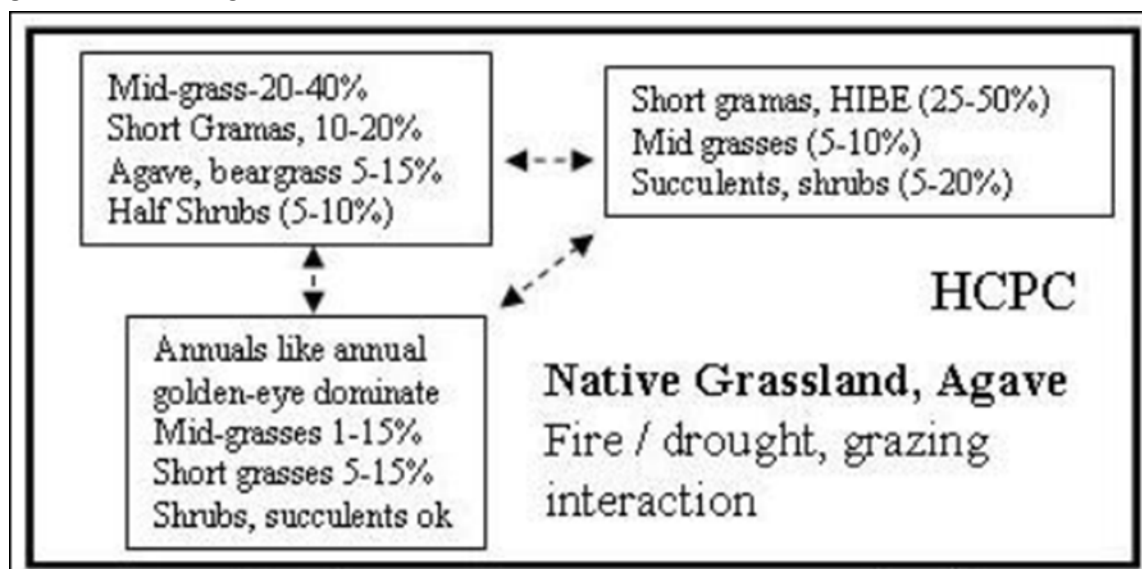 Mid-grass-20-40%
Short Gramas, 10-20%
Agave, beargrass 5-15%
Half Shrubs (5-10%)
Short gramas, HIBE (25-50%)
Mid grasses (5-10%)
Succulents, shrubs (5-20%)
HCPC
Annuals like annual
golden-eye dominate
Mid-grasses 1-15%
Short grasses 5-15%
Shrubs, succulents ok
Native Grassland, Agave
Fire / drought, grazing
interaction